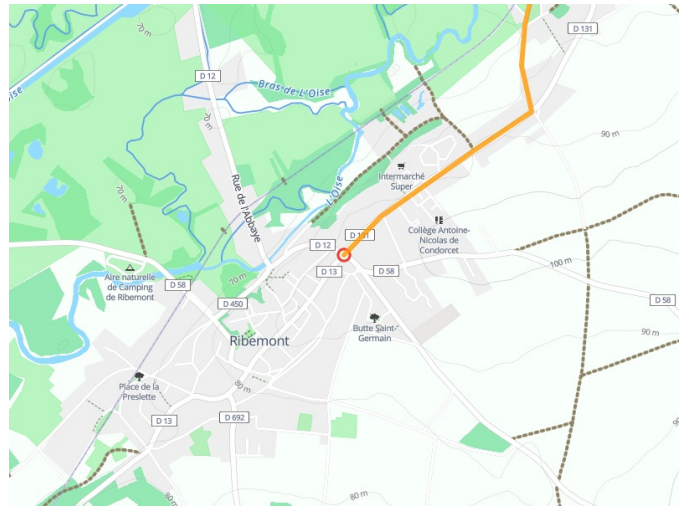 70 m
D 131
D 12
Oise
Bras de L'Oise
70 m
90 m
Intermarché
Super
Rue de l'Abbaye
L'Oise
70 m
Collège Antoine-
Nicolas de
Condorcet
D 131
D 12
100 m
D 13
D 58
Aire naturelle
de Camping
de Ribemont
D 58
70 m
D 58
D 450
Butte Saint-
Germain
90 m
Ribemont
Place de la
Preslette
80 m
D 692
D 13
80 m
80 m